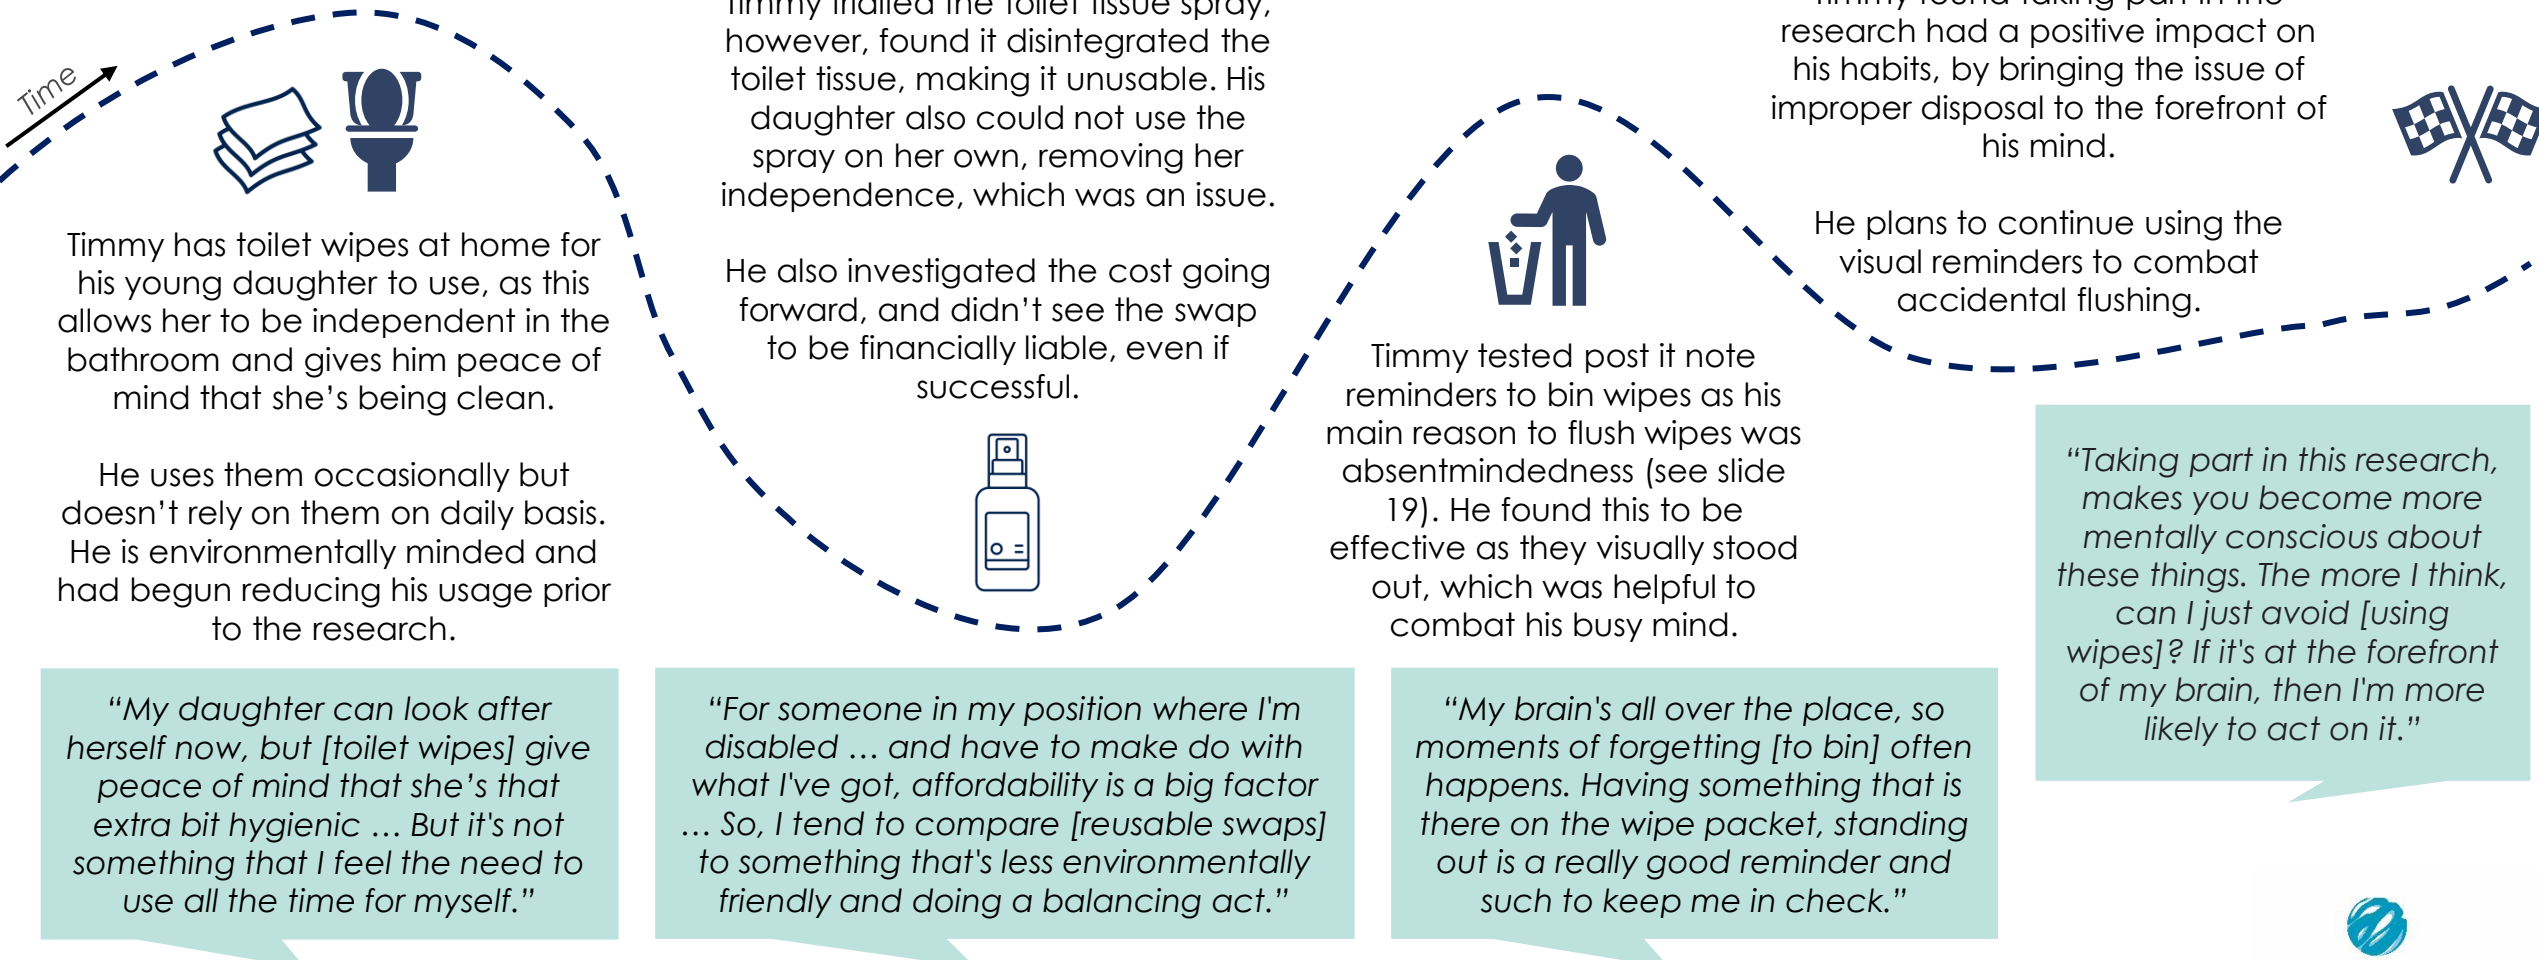 Time
Timmy has toilet wipes at home for
his young daughter to use, as this
allows her to be independent in the
bathroom and gives him peace of
mind that she’s being clean.
He uses them occasionally but
doesn’t rely on them on daily basis.
He is environmentally minded and
had begun reducing his usage prior
to the research.
“My daughter can look after
herself now, but [toilet wipes] give
peace of mind that she’s that
extra bit hygienic … But it's not
something that I feel the need to
use all the time for myself.”
Timmy trialled the toilet tissue spray,
however, found it disintegrated the
toilet tissue, making it unusable. His
daughter also could not use the
spray on her own, removing her
independence, which was an issue.
He also investigated the cost going
forward, and didn’t see the swap
to be financially liable, even if
successful.
“For someone in my position where I'm
disabled … and have to make do with
what I've got, affordability is a big factor
… So, I tend to compare [reusable swaps]
to something that's less environmentally
friendly and doing a balancing act.”
Timmy tested post it note
reminders to bin wipes as his
main reason to flush wipes was
absentmindedness (see slide
19). He found this to be
effective as they visually stood
out, which was helpful to
combat his busy mind.
“My brain's all over the place, so
moments of forgetting [to bin] often
happens. Having something that is
there on the wipe packet, standing
out is a really good reminder and
such to keep me in check.”
Timmy found taking part in the
research had a positive impact on
his habits, by bringing the issue of
improper disposal to the forefront of
his mind.
He plans to continue using the
visual reminders to combat
accidental flushing.
“Taking part in this research,
makes you become more
mentally conscious about
these things. The more I think,
can I just avoid [using
wipes]? If it's at the forefront
of my brain, then I'm more
likely to act on it.”